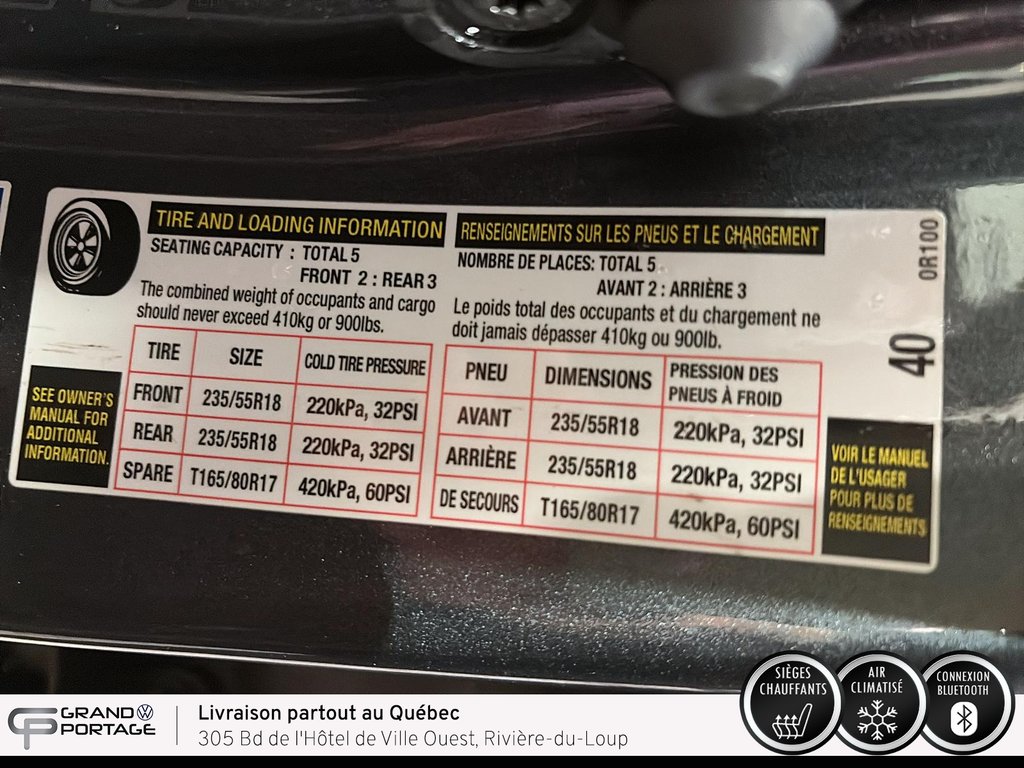 TIRE AND LOADING INFORMATION
SEATING CAPACITY : TOTAL 5
FRONT 2 : REAR 3
The combined weight of occupants and cargo
should never exceed 410kg or 900lbs.
TIRE SIZE COLD TIRE PRESSURE
FRONT 235/55R18 220kPa, 32PSI
REAR 235/55R18 220kPa, 32PSI
SPARE T165/80R17 420kPa, 60PSI
SEE OWNER'S
MANUAL FOR
ADDITIONAL
INFORMATION.
RENSEIGNEMENTS SUR LES PNEUS ET LE CHARGEMENT
NOMBRE DE PLACES: TOTAL 5
AVANT 2 : ARRIÈRE 3
Le poids total des occupants et du chargement ne
doit jamais dépasser 410kg ou 900lb.
PNEU DIMENSIONS PRESSION DES
PNEUS À FROID
AVANT 235/55R18 220kPa, 32PSI
ARRIÈRE 235/55R18 220kPa, 32PSI
DE SECOURS T165/80R17 420kPa, 60PSI
VOIR LE MANUEL
DE L'USAGER
POUR PLUS DE
RENSEIGNEMENTS
0R100
40
GRAND
PORTAGE
Livraison partout au Québec
305 Bd de l'Hôtel de Ville Ouest, Rivière-du-Loup
SIÈGES
CHAUFFANTS
AIR
CLIMATISÉ
CONNEXION
BLUETOOTH